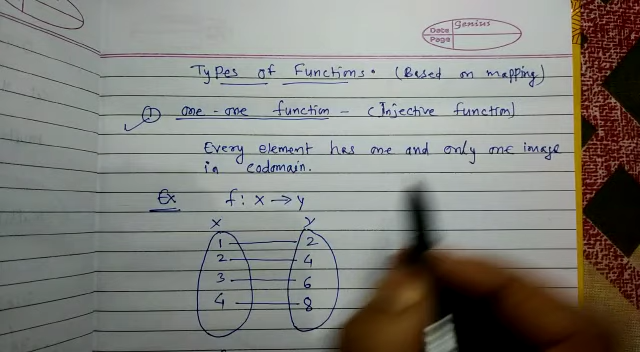 Genius
Date
Page
Types of Functions. (Based on mapping)
① one-one function - (Injective function)
Every element has one and only one image
in codomain.
Ex f: x → y
x y
1 2
2 4
3 6
4 8